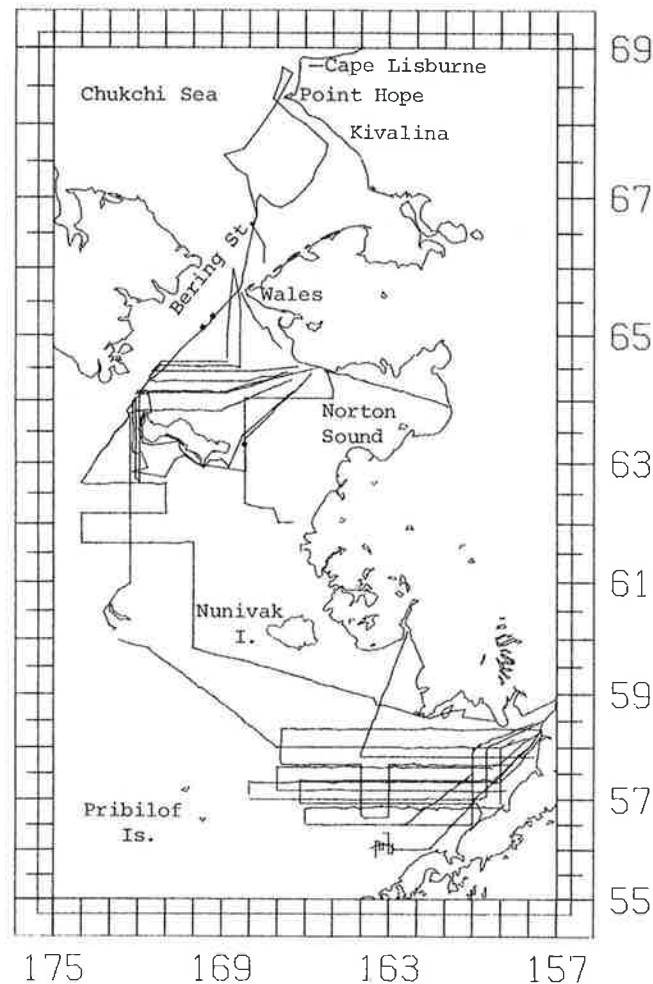 69
—Cape Lisburne
Chukchi Sea
Point Hope
Kivalina
67
Bering St.
Wales
65
Norton
Sound
63
61
Nunivak
I.
59
57
Pribilof
Is.
55
175 169 163 157